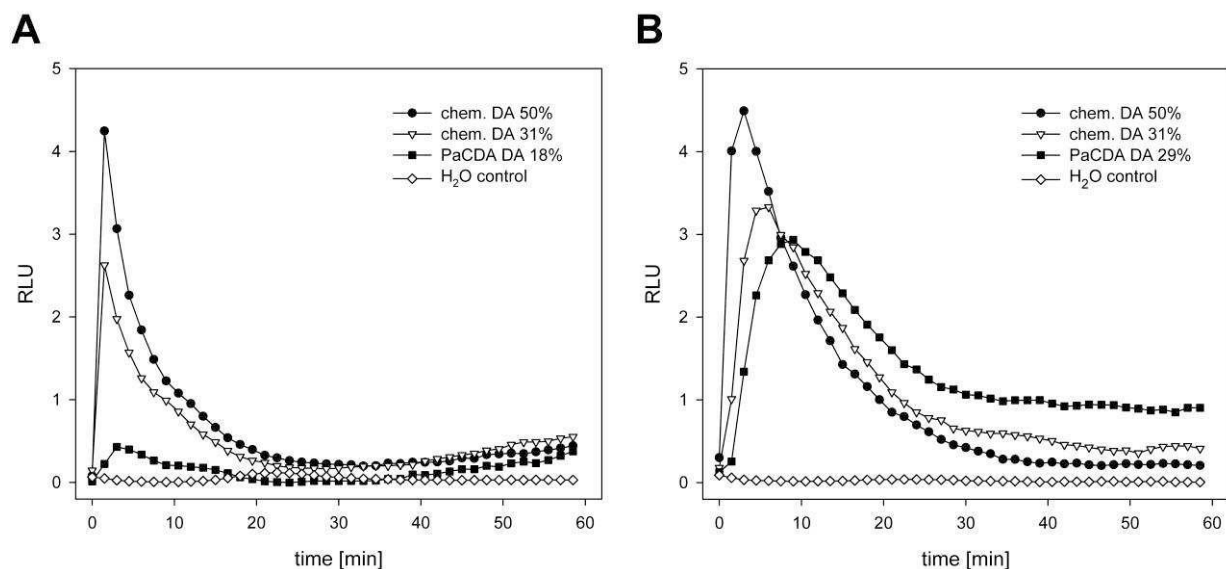 A
5
4
3
2
1
0
RLU
chem. DA 50%
chem. DA 31%
PaCDA DA 18%
H₂O control
0
10
20
30
40
50
60
time [min]
B
5
4
3
2
1
0
RLU
chem. DA 50%
chem. DA 31%
PaCDA DA 29%
H₂O control
0
10
20
30
40
50
60
time [min]